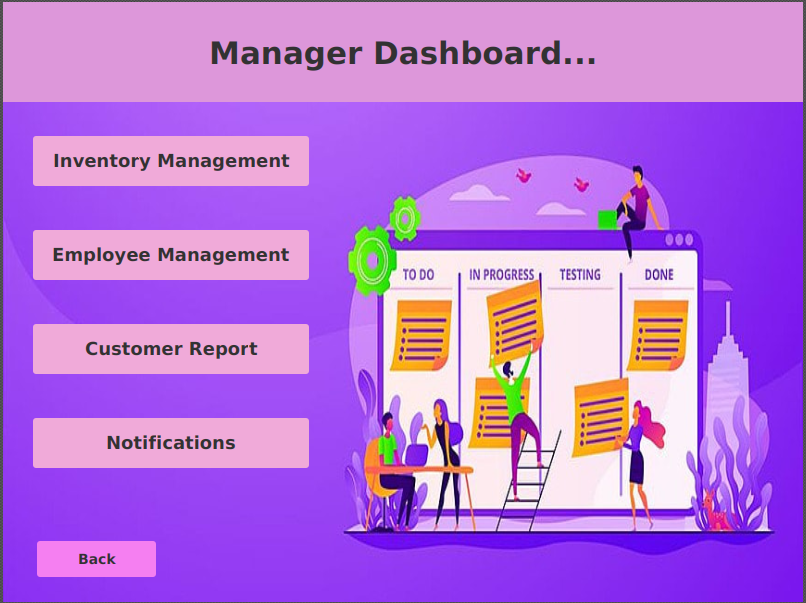 Manager Dashboard...
Inventory Management
Employee Management
Customer Report
Notifications
Back
TO DO
IN PROGRESS
TESTING
DONE